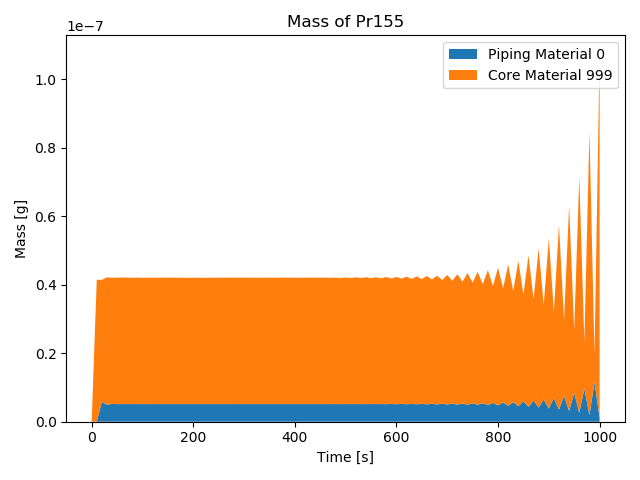 Mass of Pr155
1e−7
Piping Material 0
Core Material 999
1.0
0.8
0.6
0.4
0.2
0.0
Mass [g]
0 200 400 600 800 1000
Time [s]